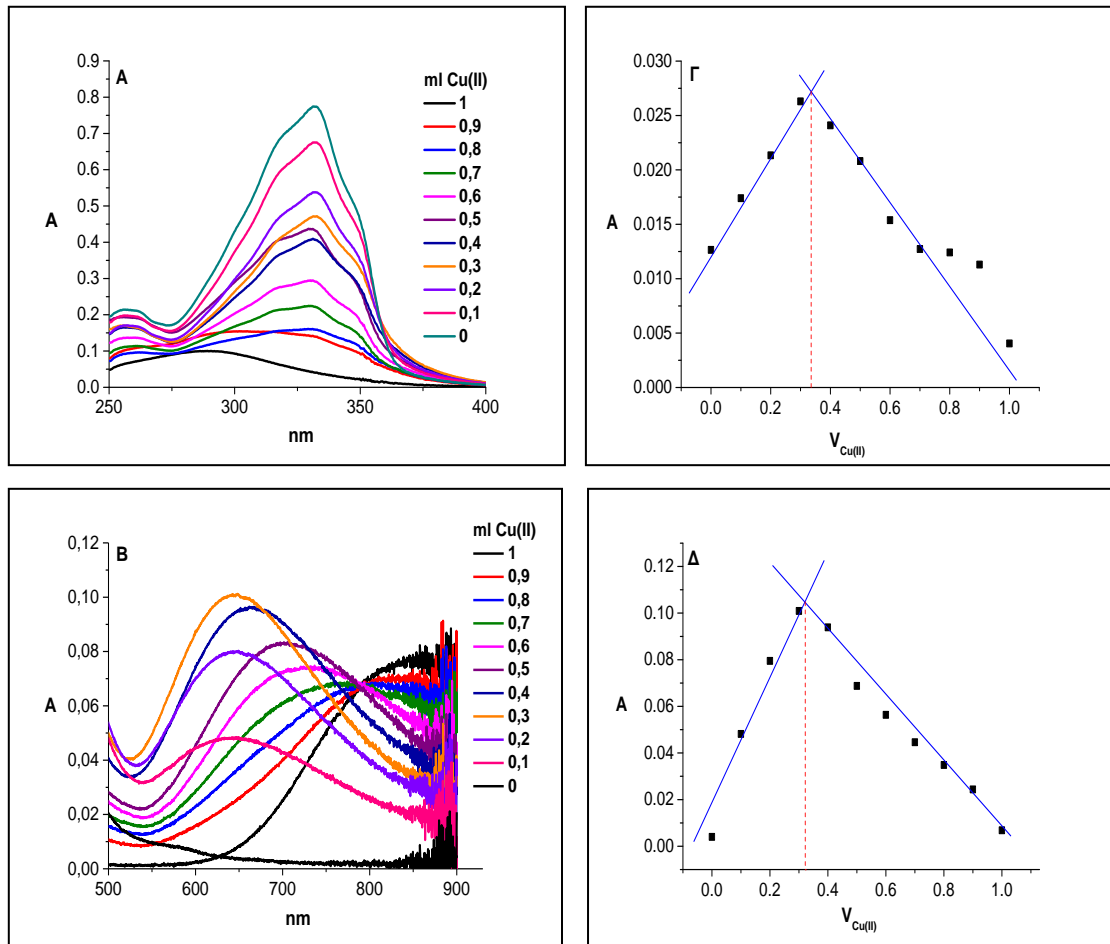 A
ml Cu(II)
1
0,9
0,8
0,7
0,6
0,5
0,4
0,3
0,2
0,1
0
0.9
0.8
0.7
0.6
0.5
0.4
0.3
0.2
0.1
0.0
A
250 300 350 400
nm
Γ
0.030
0.025
0.020
0.015
0.010
0.005
0.000
A
0.0 0.2 0.4 0.6 0.8 1.0
V Cu(II)
B
ml Cu(II)
1
0,9
0,8
0,7
0,6
0,5
0,4
0,3
0,2
0,1
0
0,12
0,10
0,08
0,06
0,04
0,02
0,00
A
500 600 700 800 900
nm
Δ
0.12
0.10
0.08
0.06
0.04
0.02
0.00
A
0.0 0.2 0.4 0.6 0.8 1.0
V Cu(II)